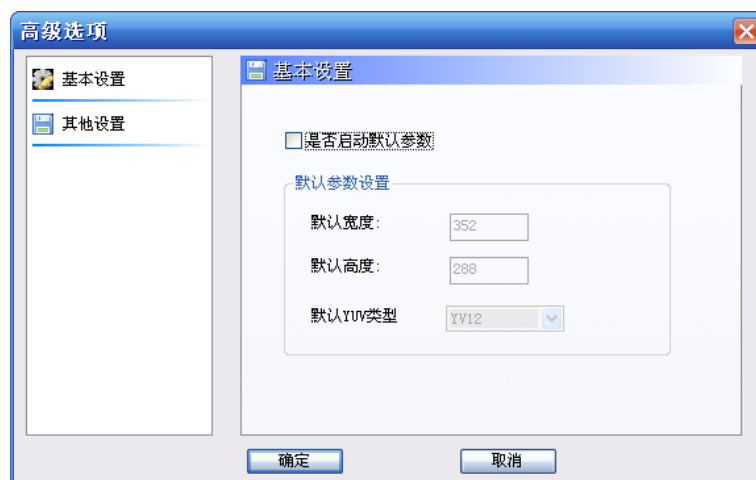 高级选项
基本设置
其他设置
基本设置
是否启动默认参数
默认参数设置
默认宽度: 352
默认高度: 288
默认YUV类型 YV12
确定 取消